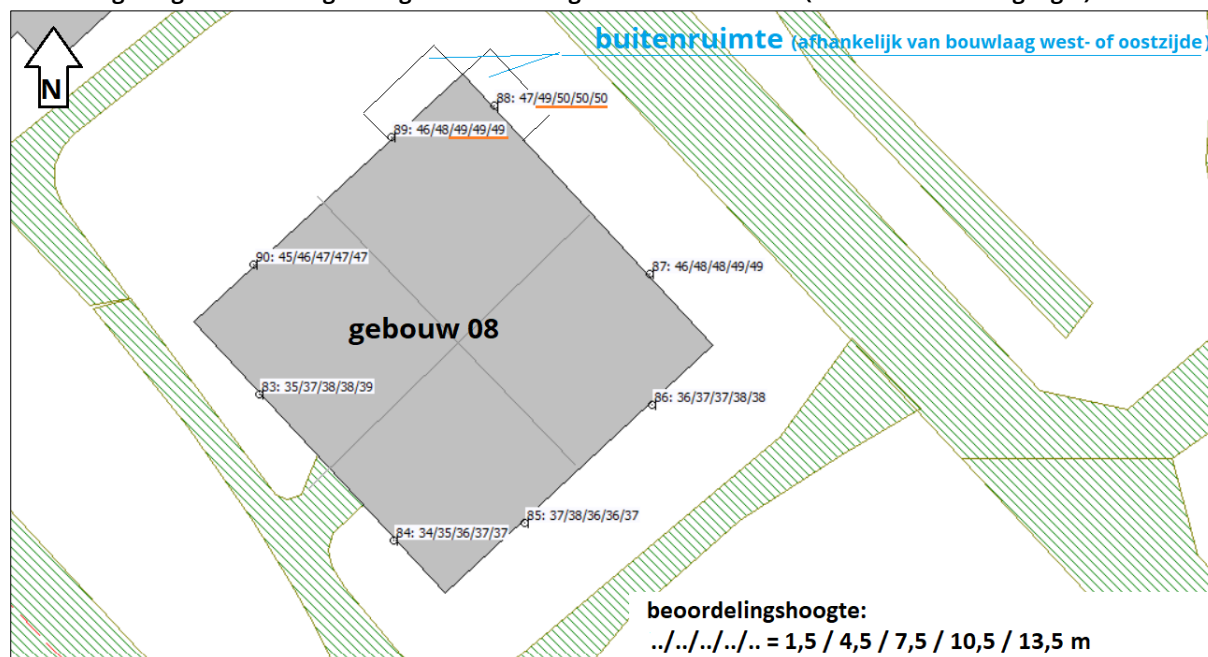 buitenruimte (afhankelijk van bouwlaag west- of oostzijde)
N
88: 47/49/50/50/50
89: 46/48/49/49/49
90: 45/46/47/47/47
87: 46/48/48/49/49
gebouw 08
83: 35/37/38/38/39
86: 36/37/37/38/38
85: 37/38/36/36/37
84: 34/35/36/37/37
beoordelingshoogte:
../../../../.. = 1,5 / 4,5 / 7,5 / 10,5 / 13,5 m